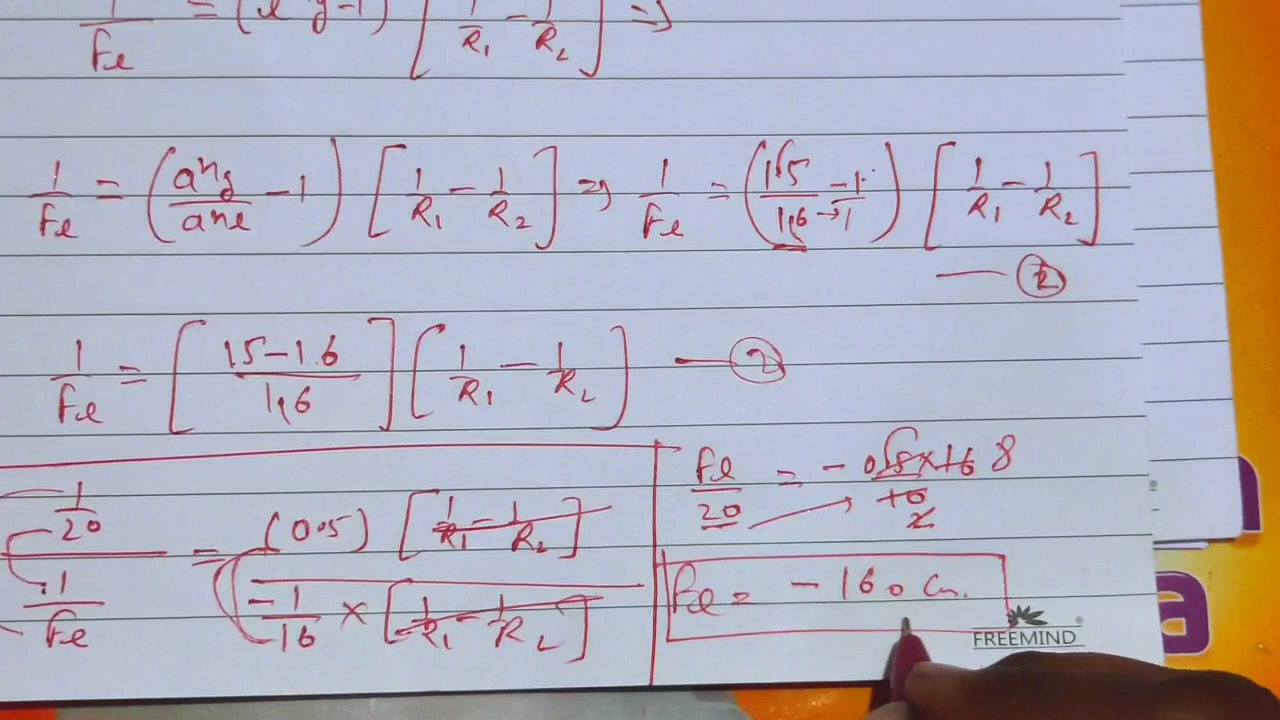 1/Fe = (l g - 1) [1/R1 - 1/R2] ⇒
1/Fe = (ang/ane - 1) [1/R1 - 1/R2] ⇒ 1/Fe = (1.5/1.6 → -1/1) [1/R1 - 1/R2]
— ②
1/Fe = [15-1.6/1.6] [1/R1 - 1/R2] — ②
1/20 / 1/Fe = (0.5) [1/R1 - 1/R2] / -1/16 × [1/R1 - 1/R2]
Fe/20 = - 0.5×16 8
Fe = - 160 Cm.
FREEMIND®
a